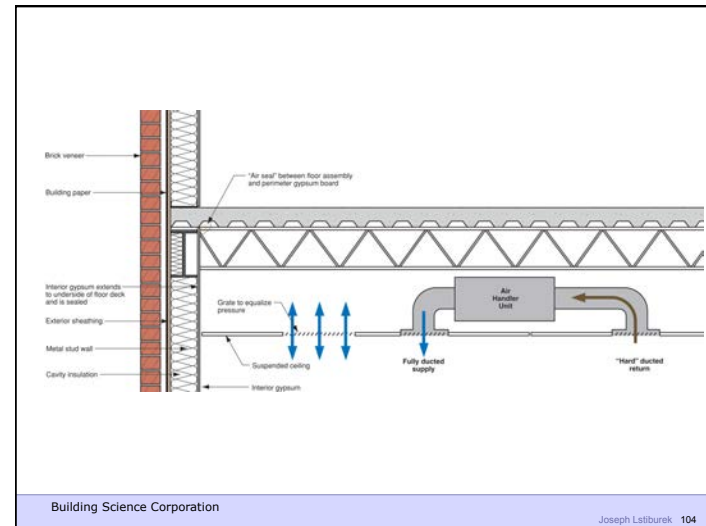 Brick veneer
"Air seal" between floor assembly
and perimeter gypsum board
Building paper
Interior gypsum extends
to underside of floor deck
and is sealed
Exterior sheathing
Metal stud wall
Cavity insulation
Grate to equalize
pressure
Suspended ceiling
Interior gypsum
Air
Handler
Unit
Fully ducted
supply
"Hard" ducted
return
Building Science Corporation
Joseph Lstiburek 104